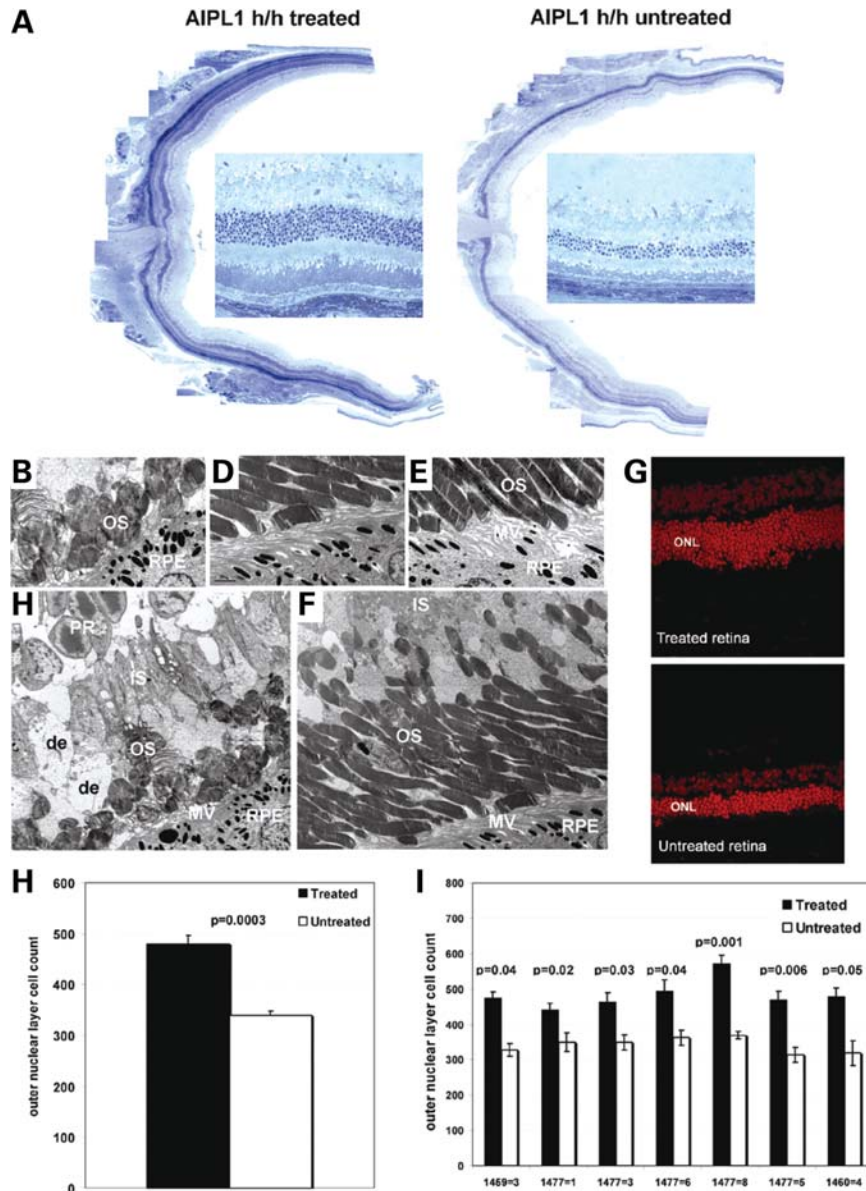 A
AIPL1 h/h treated
AIPL1 h/h untreated
B
OS
RPE
D
E
OS
MV
RPE
G
ONL
Treated retina
H
PR
IS
OS
de
de
MV
RPE
F
IS
OS
MV
RPE
ONL
Untreated retina
H
outer nuclear layer cell count
600
500
400
300
200
100
0
p=0.0003
Treated
Untreated
I
outer nuclear layer cell count
800
700
600
500
400
300
200
100
0
Treated
Untreated
p=0.04 p=0.02 p=0.03 p=0.04 p=0.001 p=0.006 p=0.05
1459=3 1477=1 1477=3 1477=6 1477=8 1477=5 1460=4